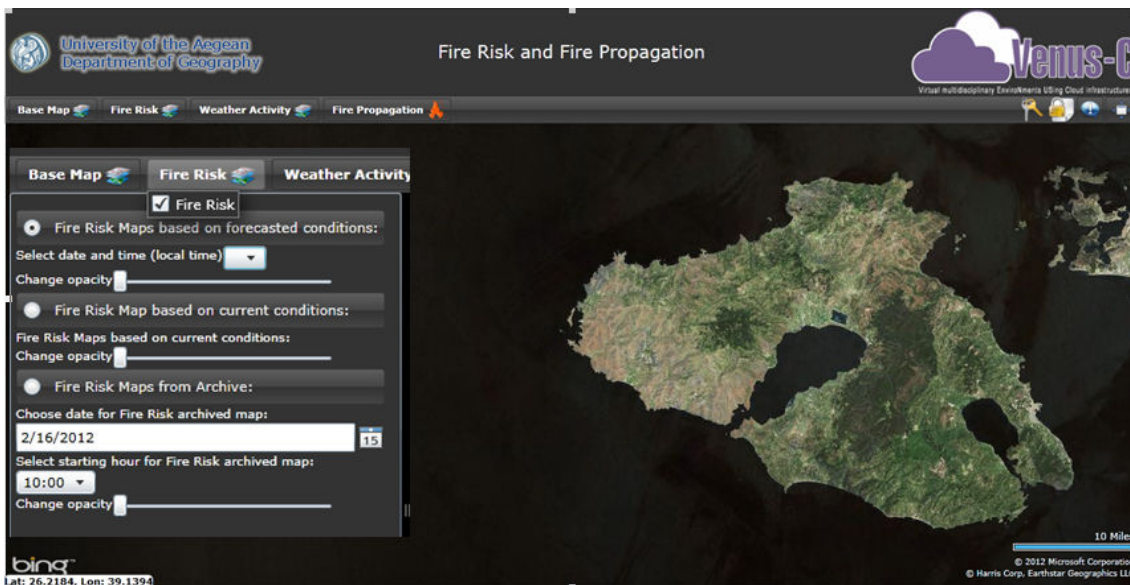 University of the Aegean
Department of Geography
Fire Risk and Fire Propagation
Venus-C
Virtual multidisciplinary EnviroNments USing Cloud infrastructures
Base Map
Fire Risk
Weather Activity
Fire Propagation
Base Map
Fire Risk
Weather Activity
Fire Risk
Fire Risk Maps based on forecasted conditions:
Select date and time (local time)
Change opacity
Fire Risk Map based on current conditions:
Fire Risk Maps based on current conditions:
Change opacity
Fire Risk Maps from Archive:
Choose date for Fire Risk archived map:
2/16/2012
15
Select starting hour for Fire Risk archived map:
10:00
Change opacity
10 Mile
bing™
© 2012 Microsoft Corporation
© Harris Corp, Earthstar Geographics LL
Lat: 26.2184, Lon: 39.1394